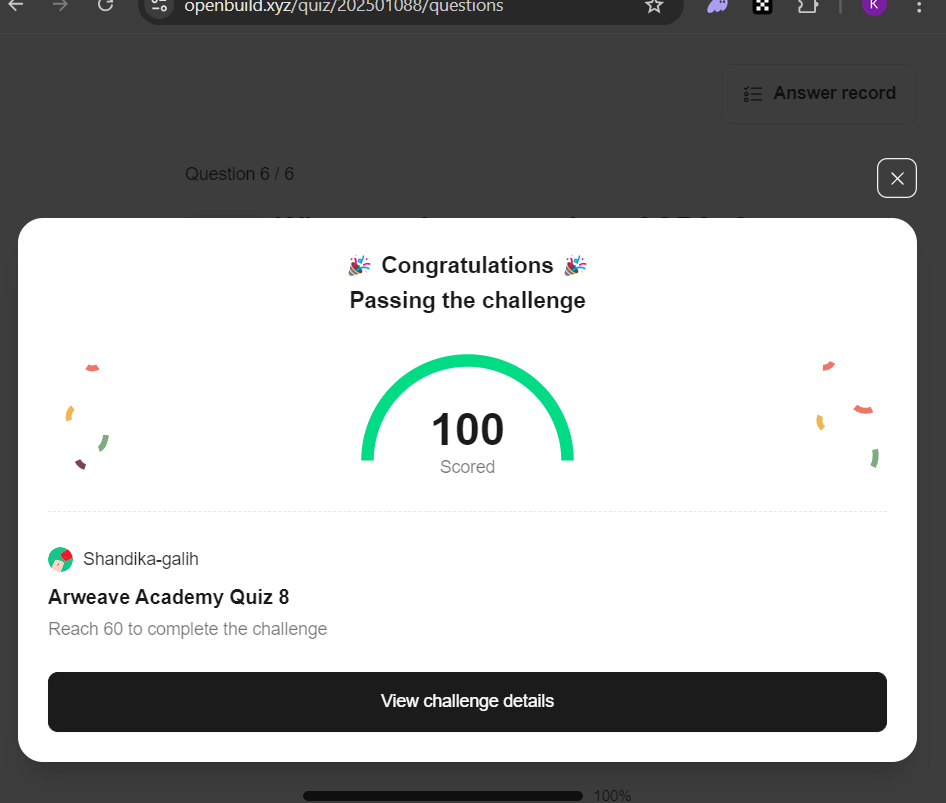 openbuild.xyz/quiz/202501088/questions
K
Answer record
Question 6 / 6
Congratulations
Passing the challenge
100
Scored
Shandika-galih
Arweave Academy Quiz 8
Reach 60 to complete the challenge
View challenge details
100%